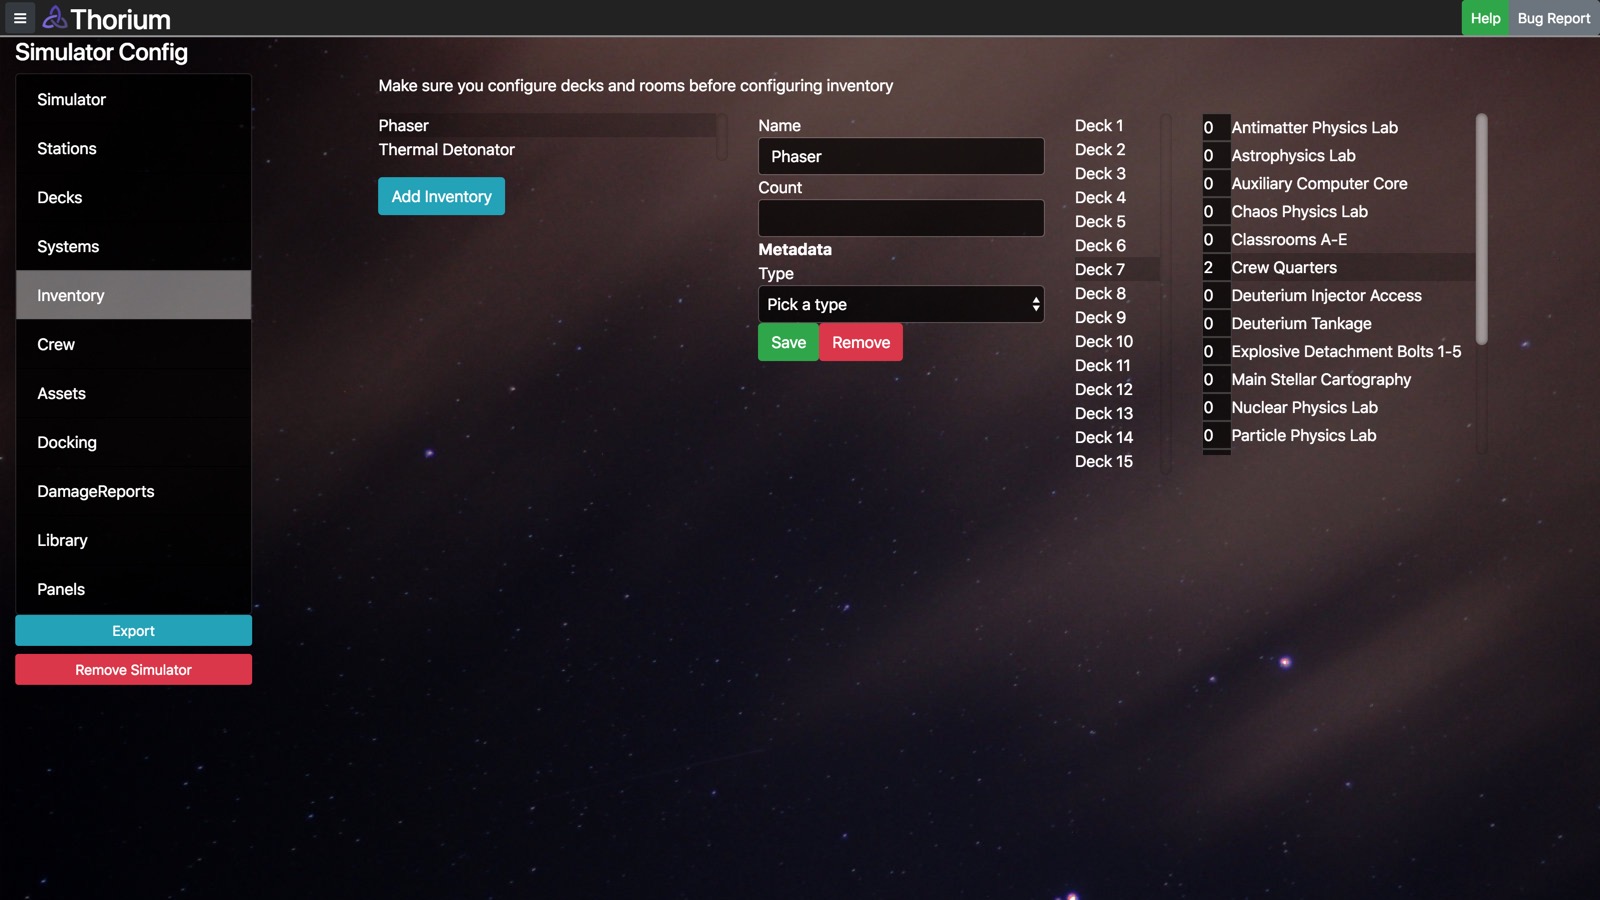 Thorium
Help
Bug Report
Simulator Config
Simulator
Stations
Decks
Systems
Inventory
Crew
Assets
Docking
DamageReports
Library
Panels
Export
Remove Simulator
Make sure you configure decks and rooms before configuring inventory
Phaser
Thermal Detonator
Add Inventory
Name
Phaser
Count
Metadata
Type
Pick a type
Save
Remove
Deck 1
Deck 2
Deck 3
Deck 4
Deck 5
Deck 6
Deck 7
Deck 8
Deck 9
Deck 10
Deck 11
Deck 12
Deck 13
Deck 14
Deck 15
0 Antimatter Physics Lab
0 Astrophysics Lab
0 Auxiliary Computer Core
0 Chaos Physics Lab
0 Classrooms A-E
2 Crew Quarters
0 Deuterium Injector Access
0 Deuterium Tankage
0 Explosive Detachment Bolts 1-5
0 Main Stellar Cartography
0 Nuclear Physics Lab
0 Particle Physics Lab